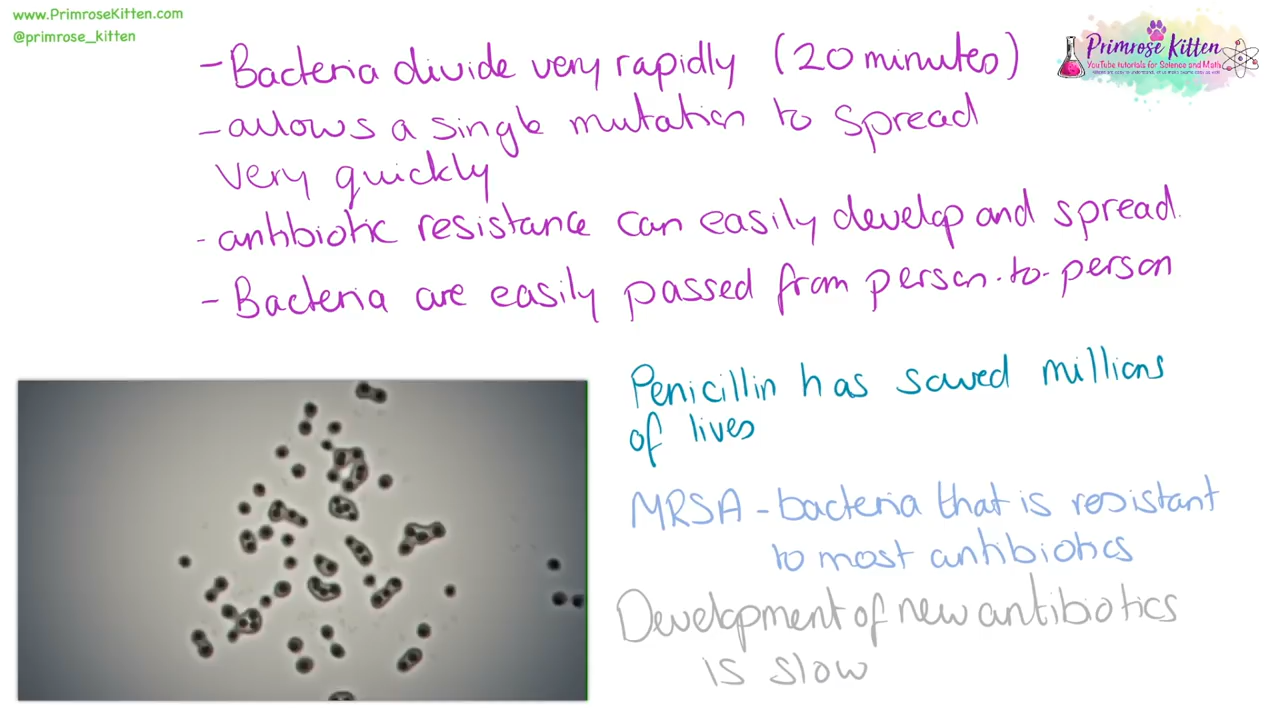 www.PrimroseKitten.com
@primrose_kitten
Primrose Kitten
YouTube tutorials for Science and Maths
- Bacteria divide very rapidly (20 minutes)
- allows a single mutation to spread
very quickly
- antibiotic resistance can easily develop and spread.
- Bacteria are easily passed from person-to-person
Penicillin has saved millions
of lives
MRSA - bacteria that is resistant
to most antibiotics
Development of new antibiotics
is slow